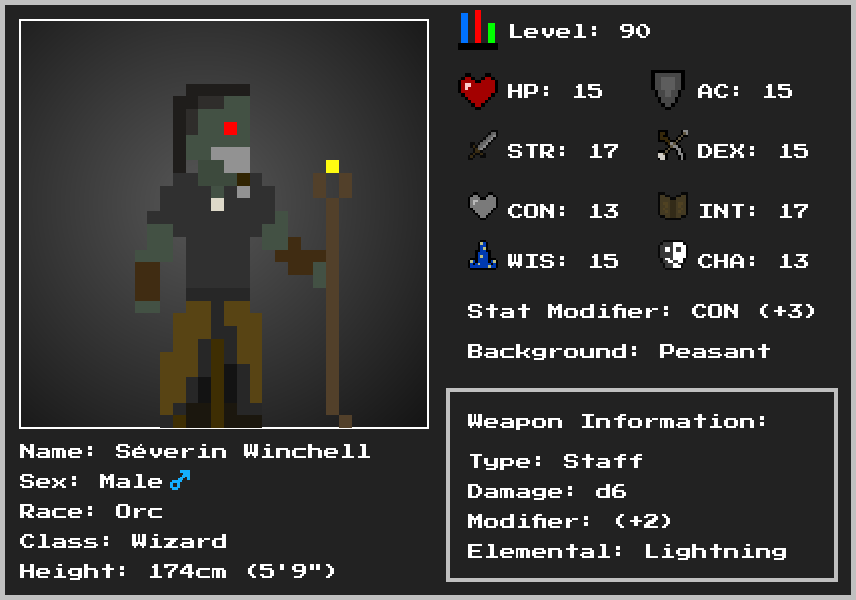 Level: 90
HP: 15
AC: 15
STR: 17
DEX: 15
CON: 13
INT: 17
WIS: 15
CHA: 13
Stat Modifier: CON (+3)
Background: Peasant
Weapon Information:
Type: Staff
Damage: d6
Modifier: (+2)
Elemental: Lightning
Name: Séverin Winchell
Sex: Male♂
Race: Orc
Class: Wizard
Height: 174cm (5'9")